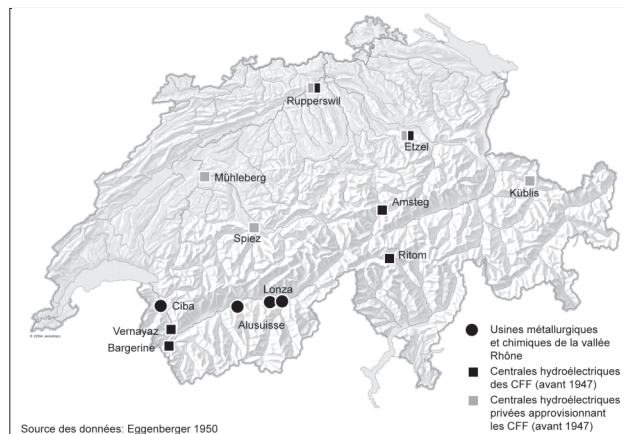 Rupperswil
Etzel
Mühleberg
Küblis
Amsteg
Spiez
Ritom
Lonza
Ciba
Alusuisse
Vernayaz
Bargerine
Usines métallurgiques
et chimiques de la vallée
Rhône
Centrales hydroélectriques
des CFF (avant 1947)
Centrales hydroélectriques
privées approvisionnant
les CFF (avant 1947)
Source des données: Eggenberger 1950